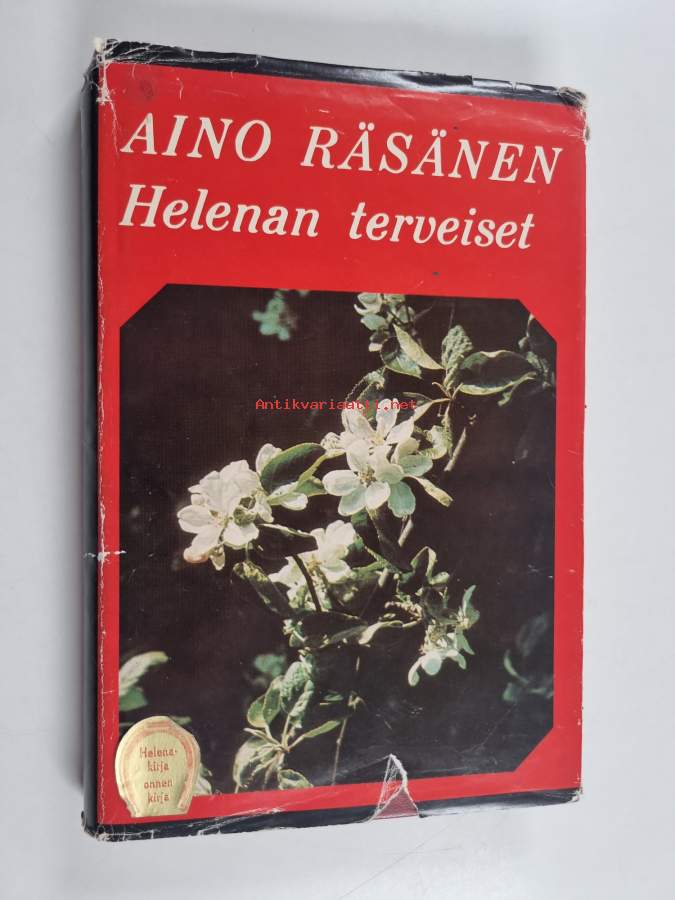 AINO RÄSÄNEN
Helenan terveiset
Antikvariaatti.net
Helena-
kirja
onnen
kirja